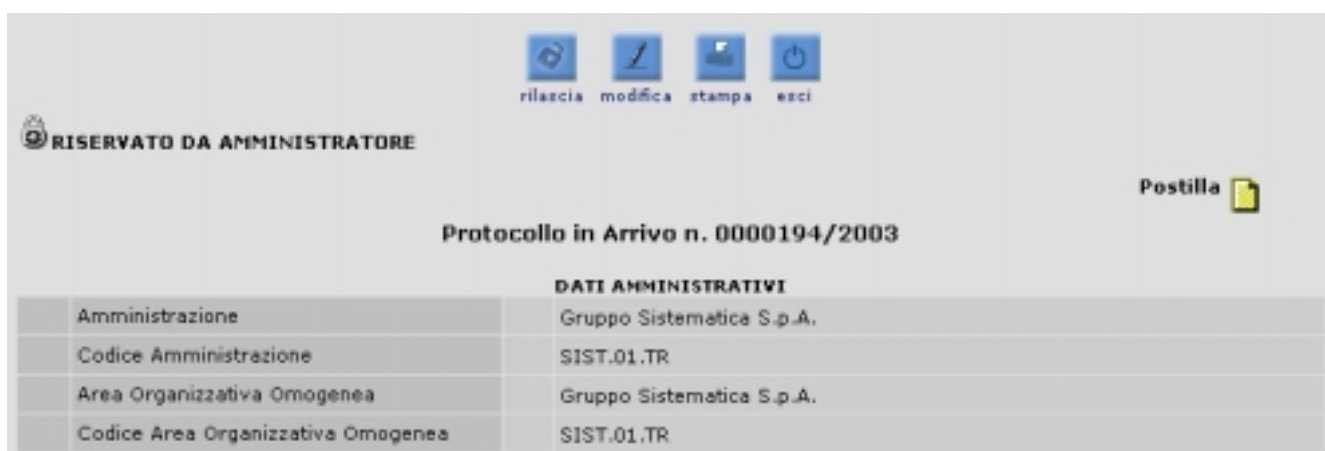 rilascia modifica stampa esci
RISERVATO DA AMMINISTRATORE
Postilla
Protocollo in Arrivo n. 0000194/2003
DATI AMMINISTRATIVI
Amministrazione Gruppo Sistematica S.p.A.
Codice Amministrazione SIST.01.TR
Area Organizzativa Omogenea Gruppo Sistematica S.p.A.
Codice Area Organizzativa Omogenea SIST.01.TR